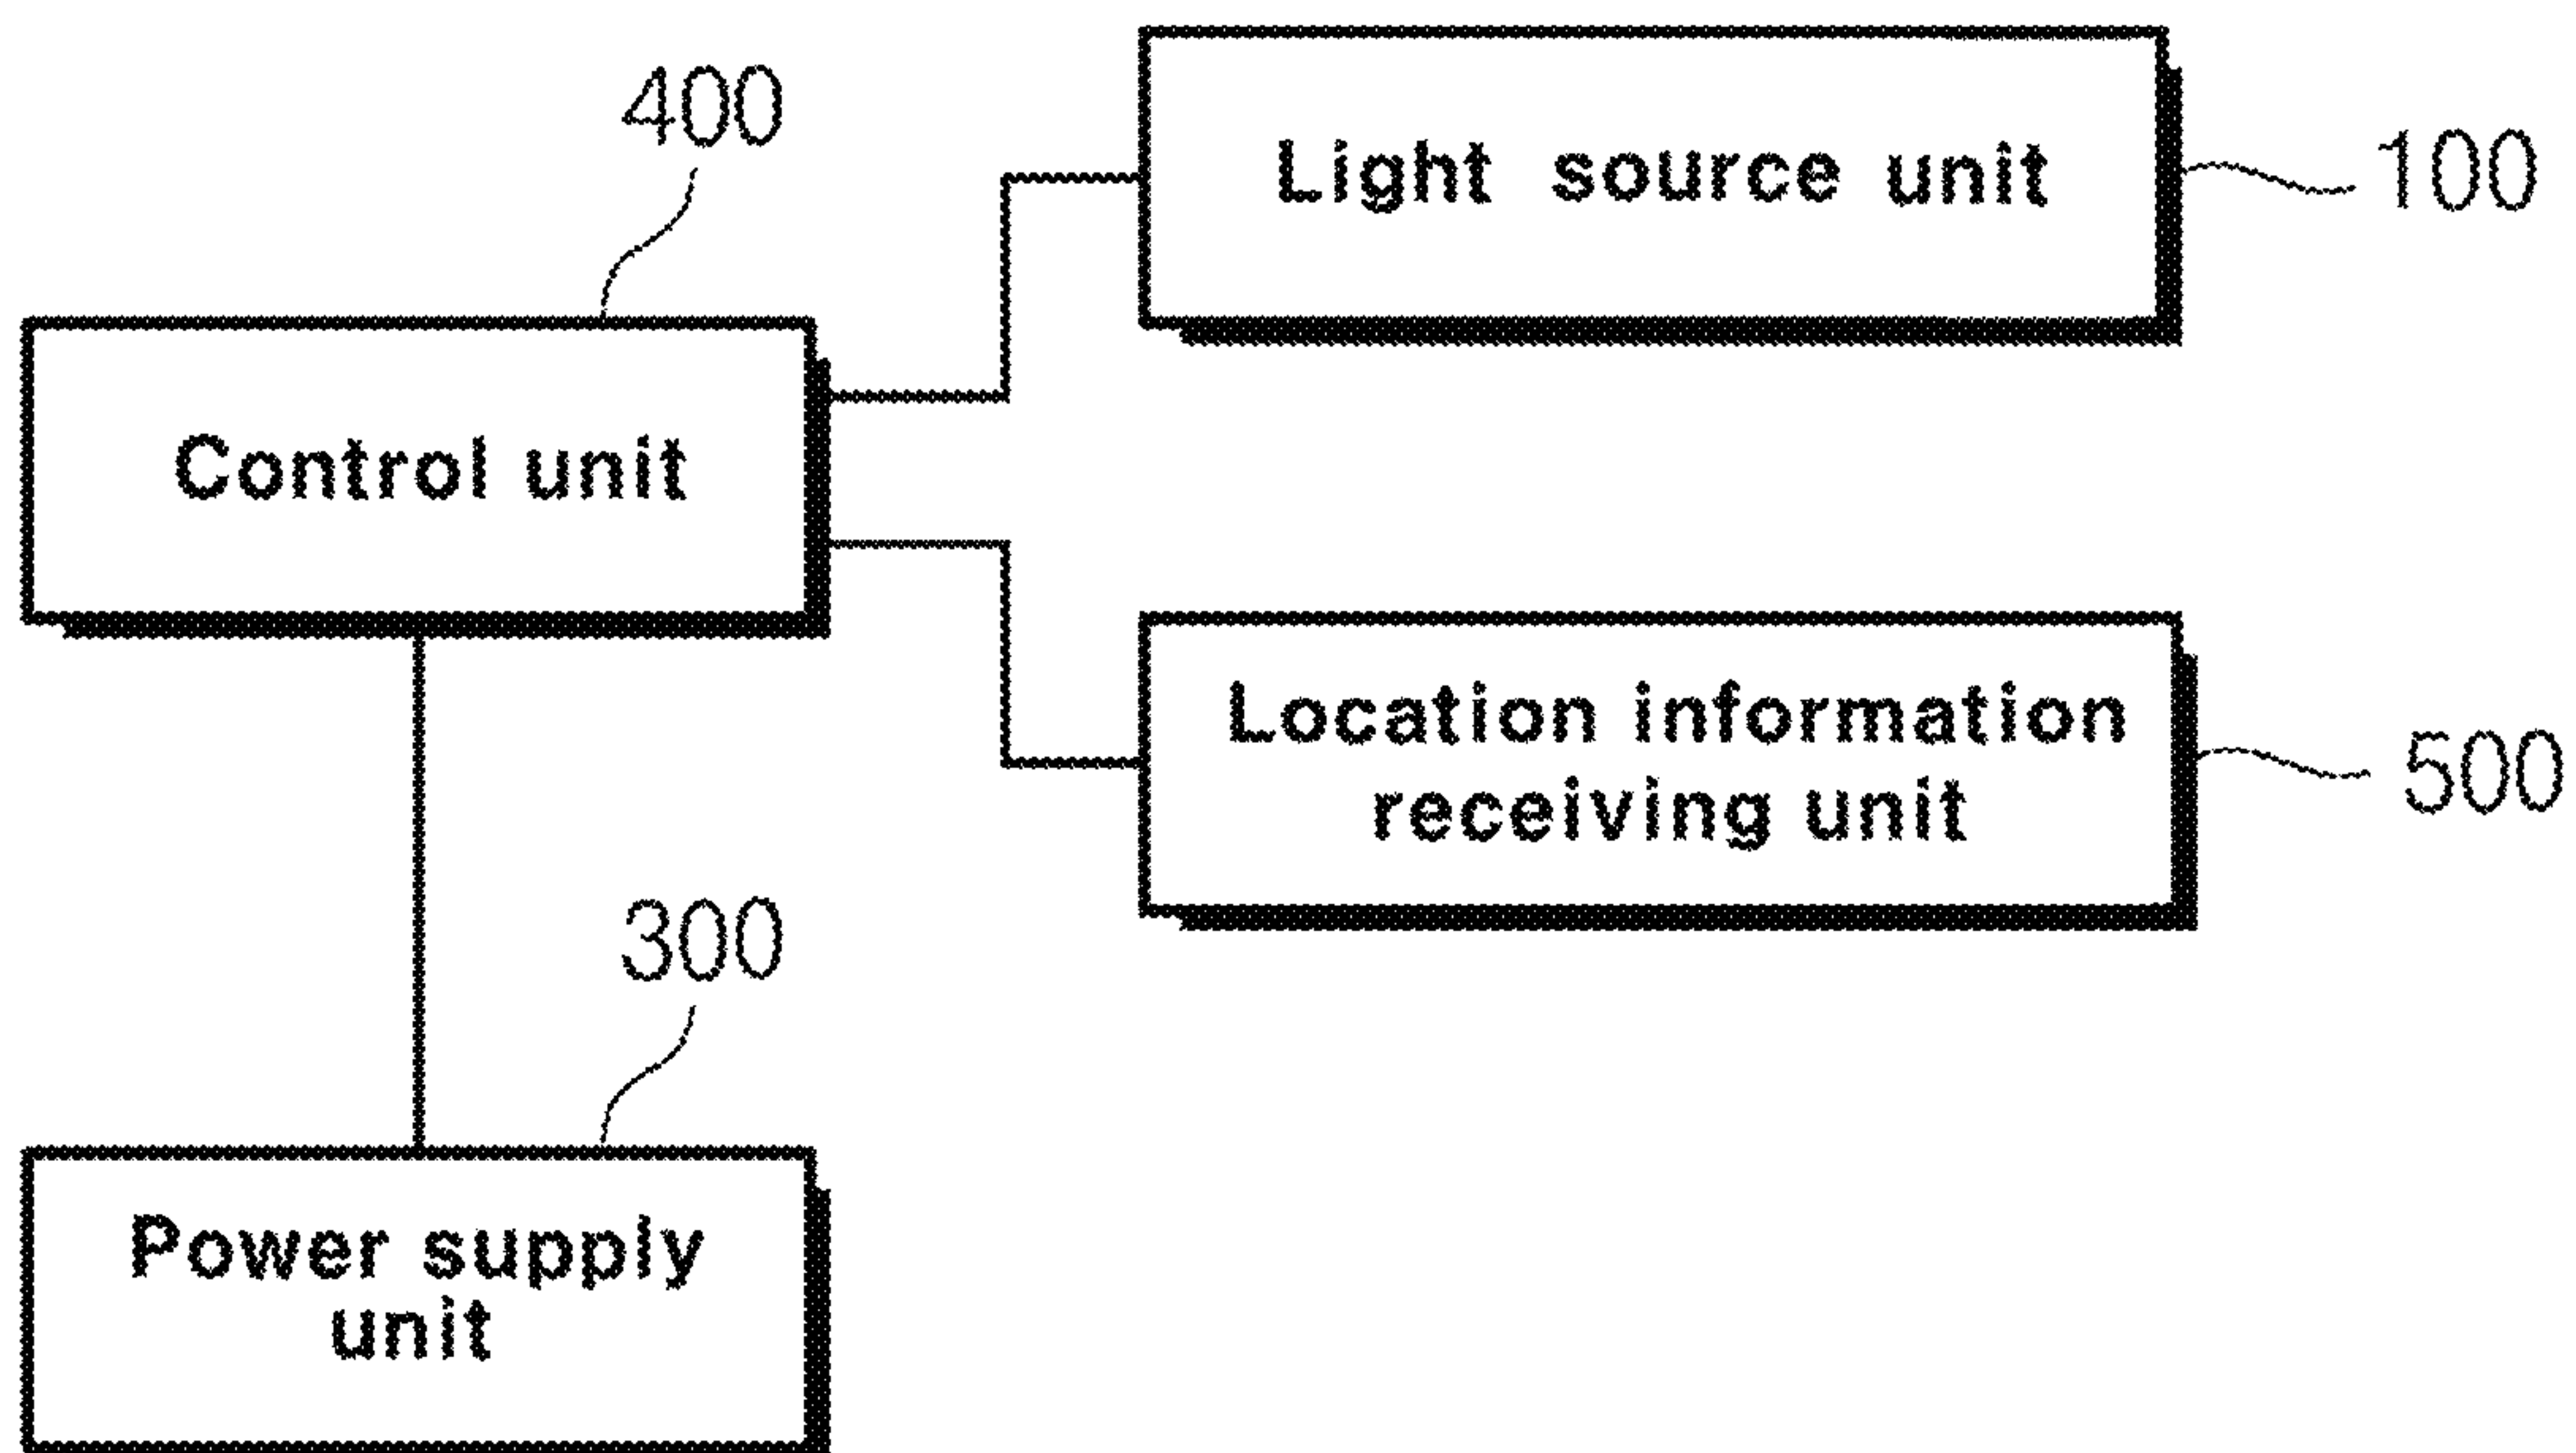 400
Light source unit
100
Control unit
Location information
receiving unit
500
300
Power supply
unit